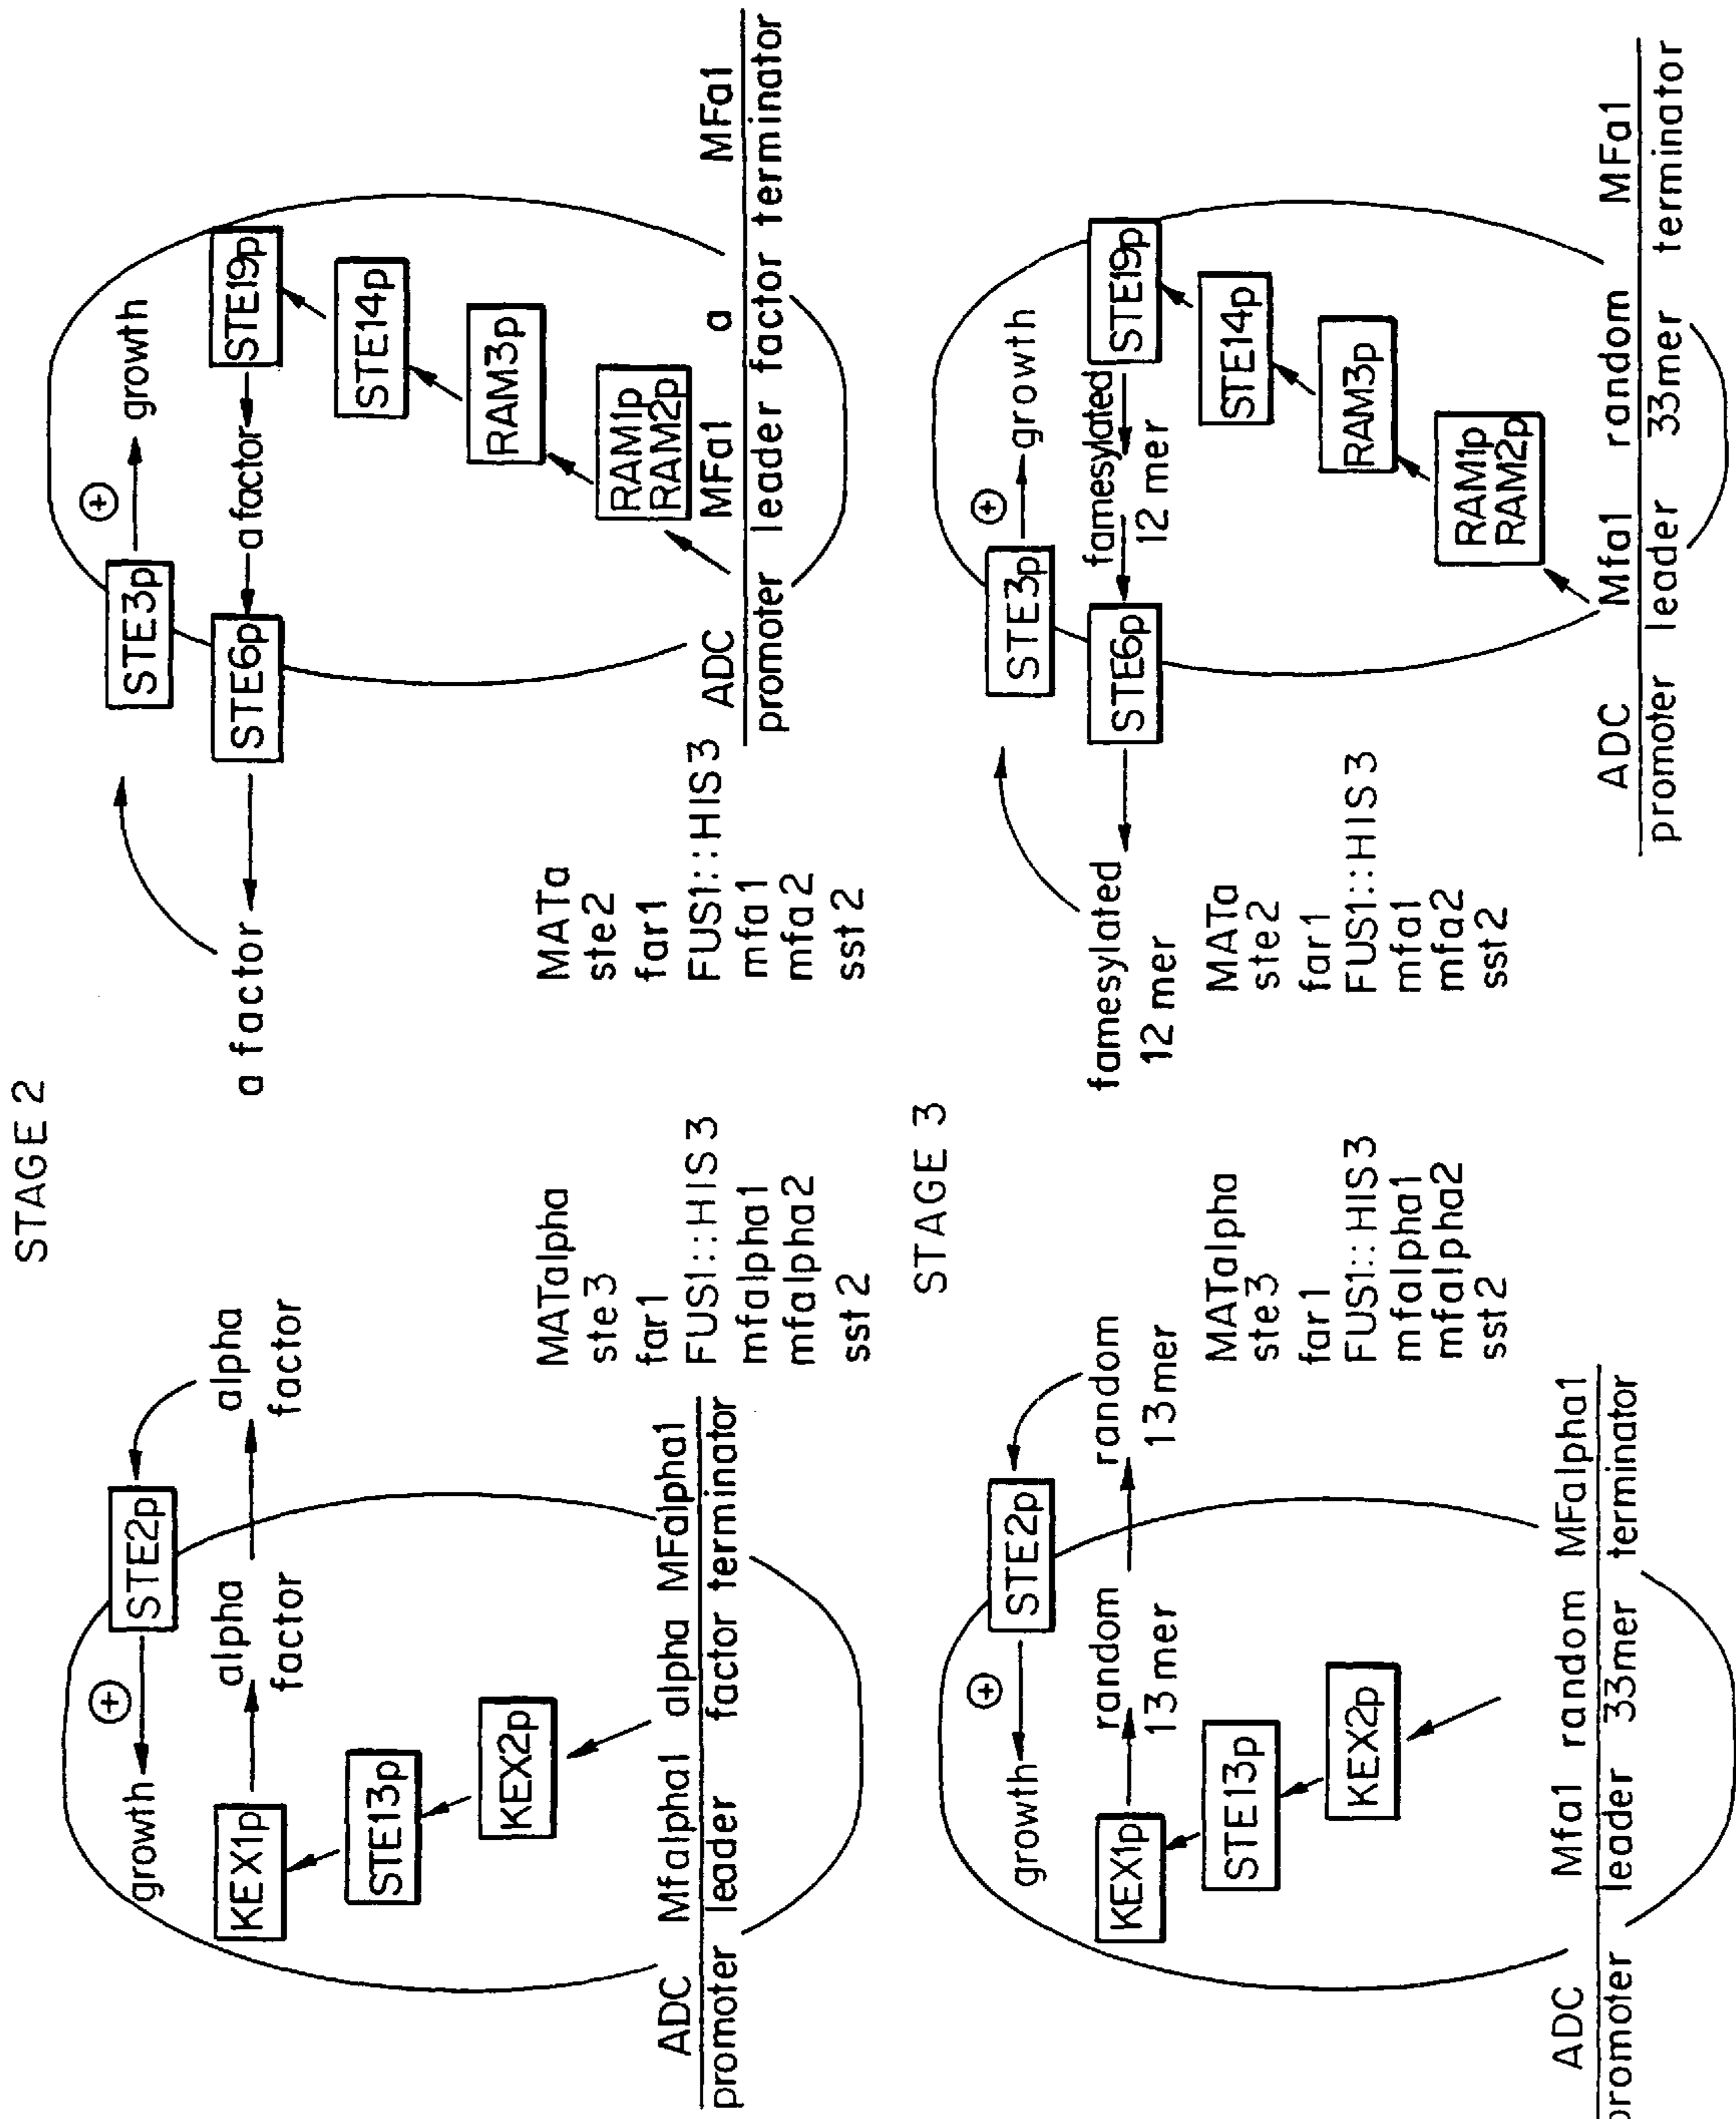 STAGE 2
STE2p
growth
+
alpha
factor
alpha
factor
KEX1p
STE13p
KEX2p
ADC Mfalpha1 alpha MFalpha1
promoter leader factor terminator
MATalpha
ste3
far1
FUS1::HIS3
mfalpha1
mfalpha2
sst2
STE3p
+
growth
a factor
STE6p
a factor
STE19p
STE14p
RAM3p
RAM1p
RAM2p
ADC MFa1 a MFa1
promoter leader factor terminator
MATa
ste2
far1
FUS1::HIS3
mfa1
mfa2
sst2
STAGE 3
STE2p
growth
+
random
13mer
random
13mer
KEX1p
STE13p
KEX2p
ADC Mfa1 random MFalpha1
promoter leader 33mer terminator
MATalpha
ste3
far1
FUS1::HIS3
mfalpha1
mfalpha2
sst2
STE3p
+
growth
famesylated
12 mer
STE6p
famesylated
12 mer
STE19p
STE14p
RAM3p
RAM1p
RAM2p
ADC Mfa1 random MFa1
promoter leader 33mer terminator
MATa
ste2
far1
FUS1::HIS3
mfa1
mfa2
sst2